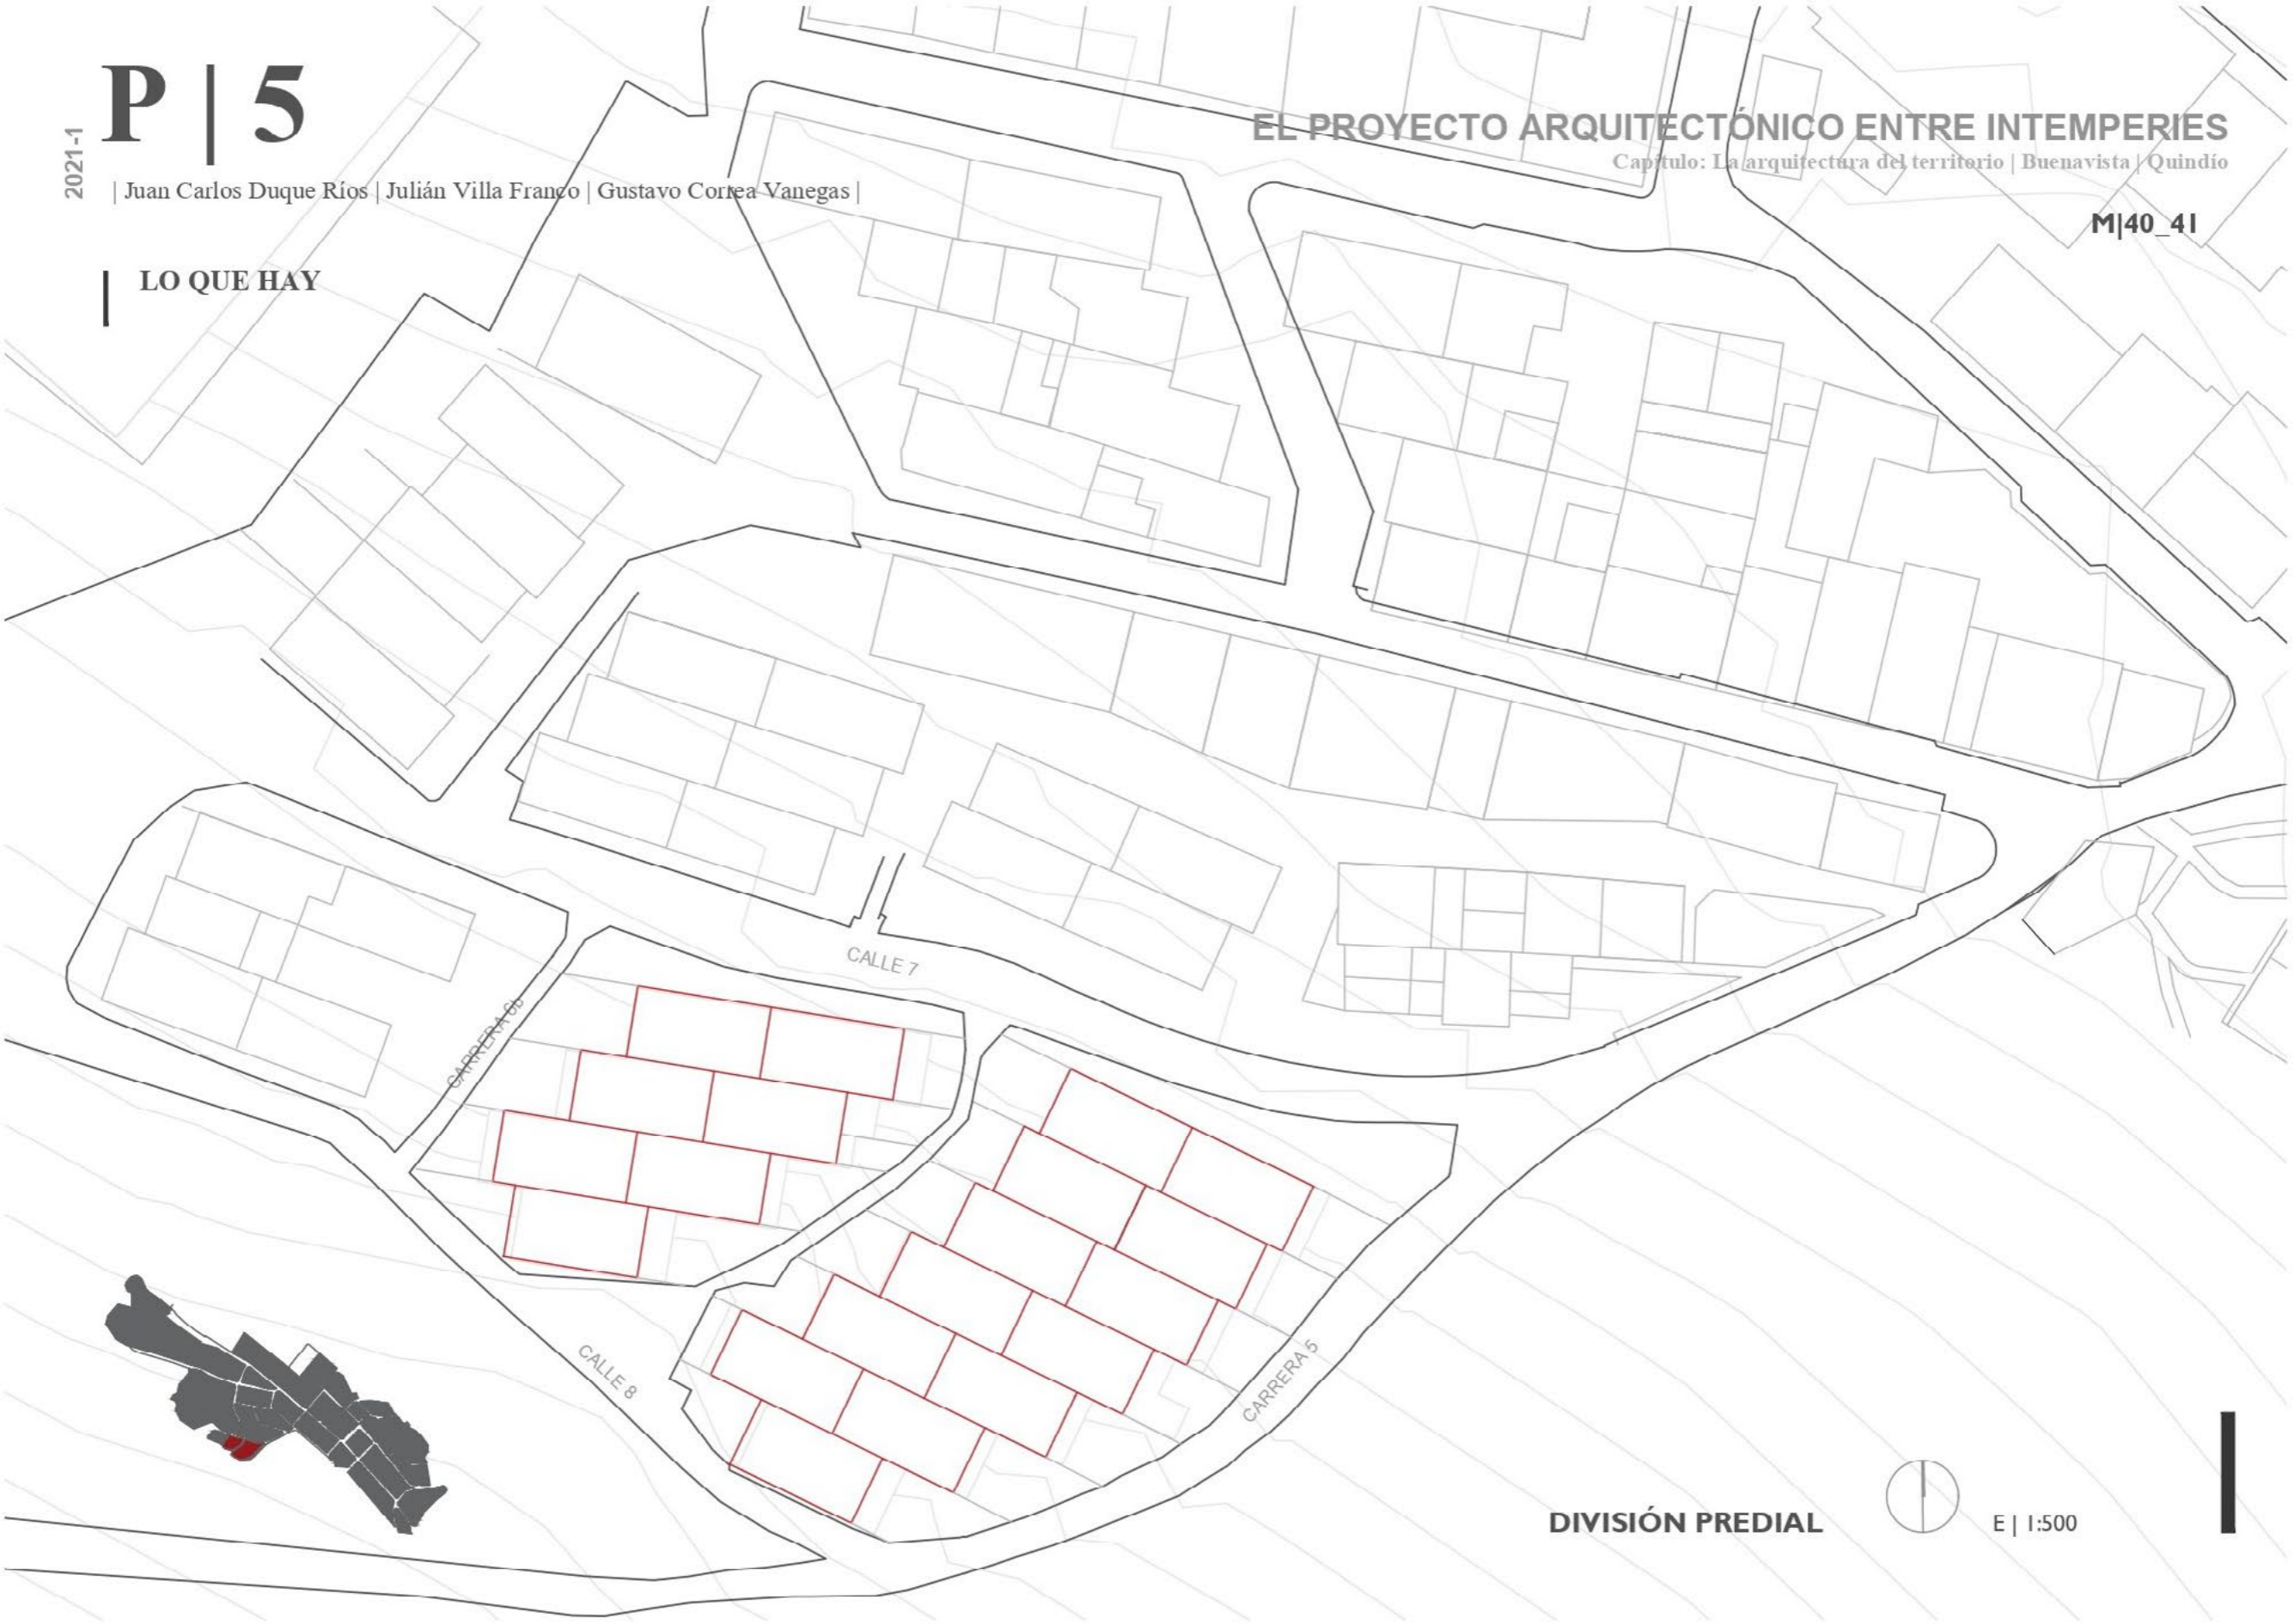 P | 5
2021-1
| Juan Carlos Duque Ríos | Julián Villa Franco | Gustavo Correa Vanegas |
LO QUE HAY
EL PROYECTO ARQUITECTÓNICO ENTRE INTEMPERIES
Capítulo: La arquitectura del territorio | Buenavista | Quindío
M|40_41
CALLE 7
CARRERA 6B
CALLE 8
CARRERA 5
DIVISIÓN PREDIAL
E | 1:500